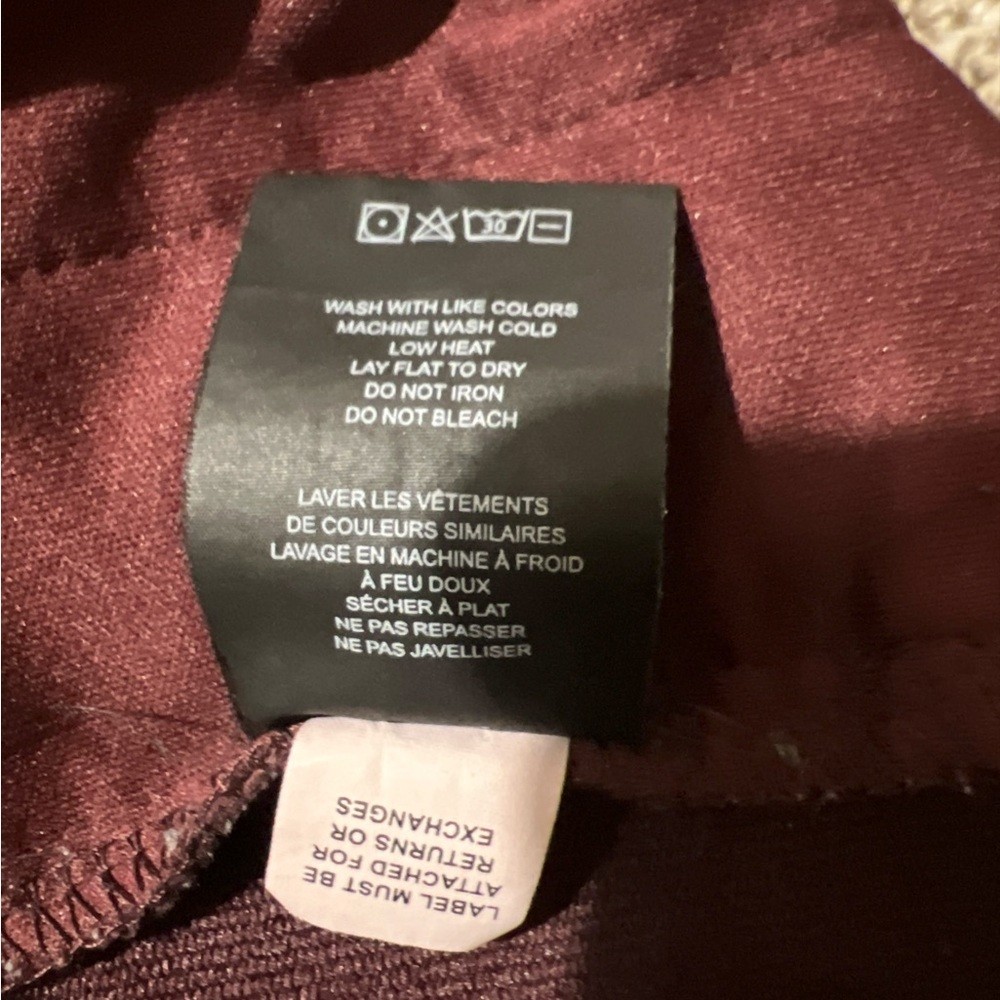 30
WASH WITH LIKE COLORS
MACHINE WASH COLD
LOW HEAT
LAY FLAT TO DRY
DO NOT IRON
DO NOT BLEACH
LAVER LES VÊTEMENTS
DE COULEURS SIMILAIRES
LAVAGE EN MACHINE À FROID
À FEU DOUX
SÉCHER À PLAT
NE PAS REPASSER
NE PAS JAVELLISER
LABEL MUST BE
ATTACHED FOR
RETURNS OR
EXCHANGES